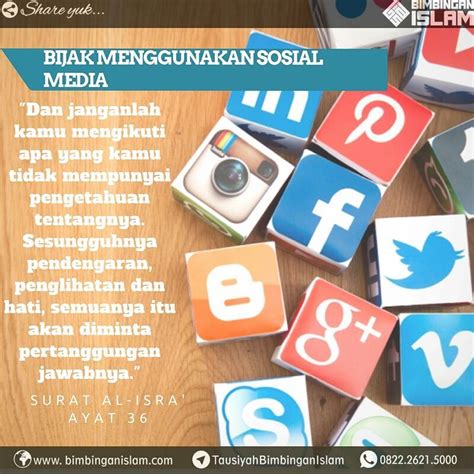 Share yuk...
BIMBINGAN
ISLAM
BIJAK MENGGUNAKAN SOSIAL
MEDIA
"Dan janganlah
kamu mengikuti
apa yang kamu
tidak mempunyai
pengetahuan
tentangnya.
Sesungguhnya
pendengaran,
penglihatan dan
hati, semuanya itu
akan diminta
pertanggungan
jawabnya."
SURAT AL-ISRA'
AYAT 36
in
f
g+
www. bimbinganislam.com
TausiyahBimbinganIslam
0822.2621.5000